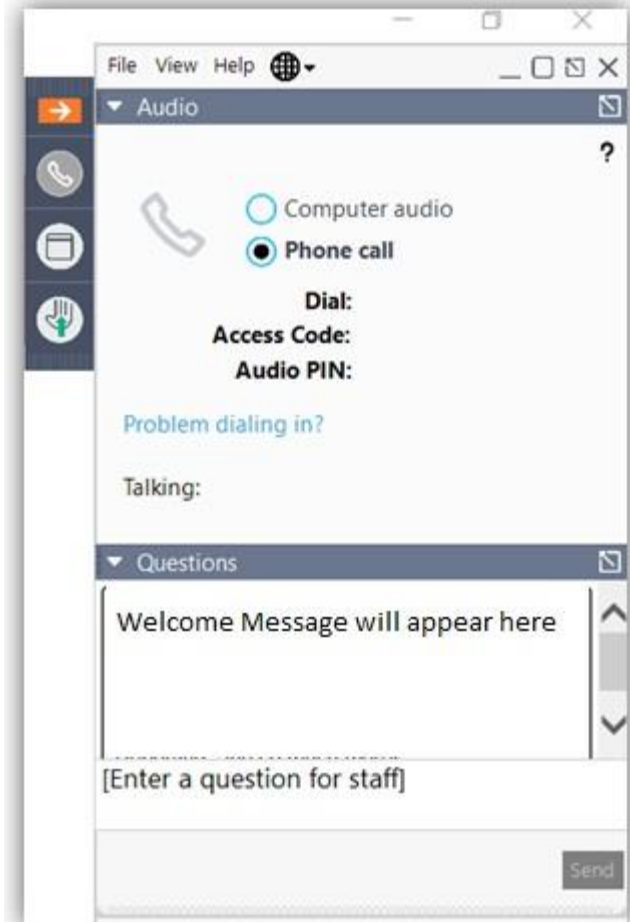 File View Help
Audio
?
Computer audio
Phone call
Dial:
Access Code:
Audio PIN:
Problem dialing in?
Talking:
Questions
Welcome Message will appear here
[Enter a question for staff]
Send